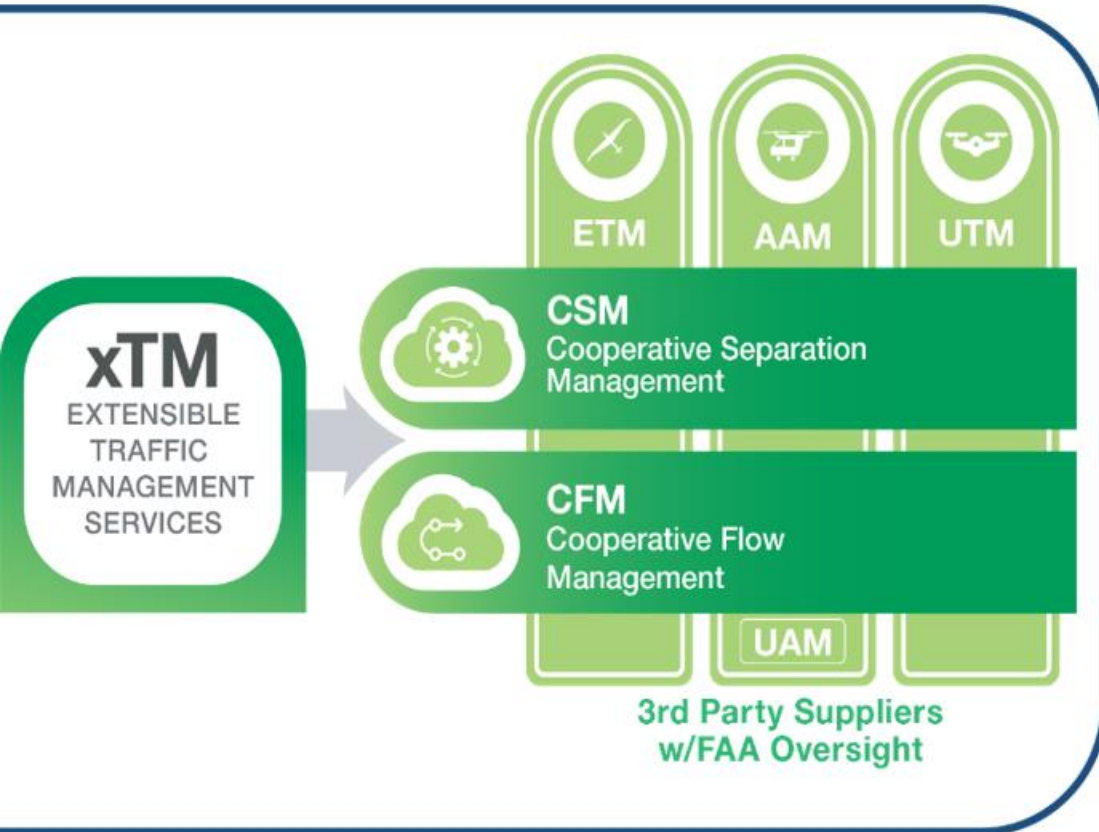 xTM
EXTENSIBLE
TRAFFIC
MANAGEMENT
SERVICES
ETM
AAM
UTM
CSM
Cooperative Separation
Management
CFM
Cooperative Flow
Management
UAM
3rd Party Suppliers
w/FAA Oversight